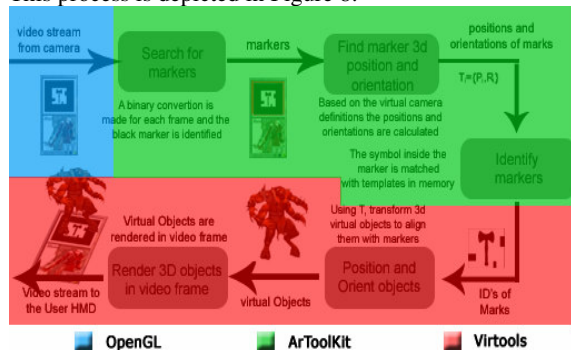 This process is depicted in Figure 6.
video stream
from camera
Search for
markers
markers
Find marker 3d
position and
orientation
positions and
orientations of marks
Tᵢ={Pᵢ,Rᵢ}
A binary convertion is
made for each frame and the
black marker is identified
Based on the virtual camera
definitions the positions and
orientations are calculated
The symbol inside the
marker is matched
with templates in memory
Identify
markers
Virtual Objects are
rendered in video frame
Using Tᵢ transform 3d
virtual objects to align
them with markers
Render 3D objects
in video frame
Position and
Orient objects
Video stream to
the User HMD
virtual Objects
ID's of
Marks
OpenGL
ArToolKit
Virtools